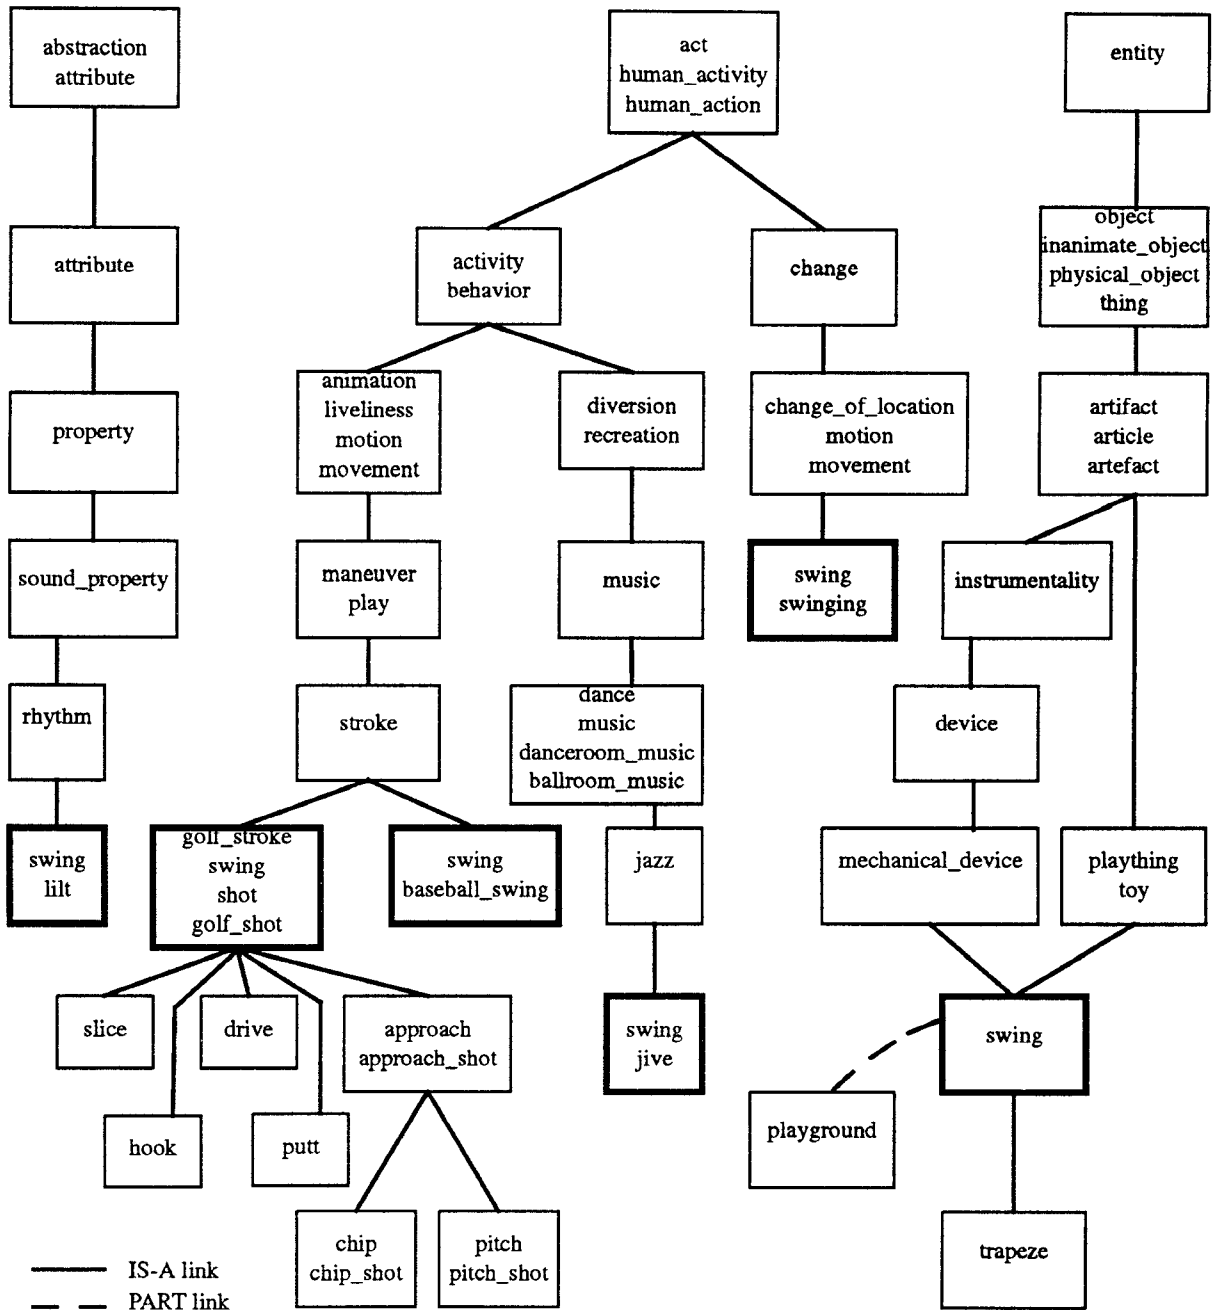 abstraction
attribute
act
human_activity
human_action
entity
attribute
activity
behavior
change
object
inanimate_object
physical_object
thing
property
animation
liveliness
motion
movement
diversion
recreation
change_of_location
motion
movement
artifact
article
artefact
sound_property
maneuver
play
music
swing
swinging
instrumentality
rhythm
stroke
dance
music
danceroom_music
ballroom_music
device
swing
lilt
golf_stroke
swing
shot
golf_shot
swing
baseball_swing
jazz
mechanical_device
plaything
toy
slice
drive
approach
approach_shot
swing
jive
swing
hook
putt
playground
chip
chip_shot
pitch
pitch_shot
trapeze
IS-A link
PART link